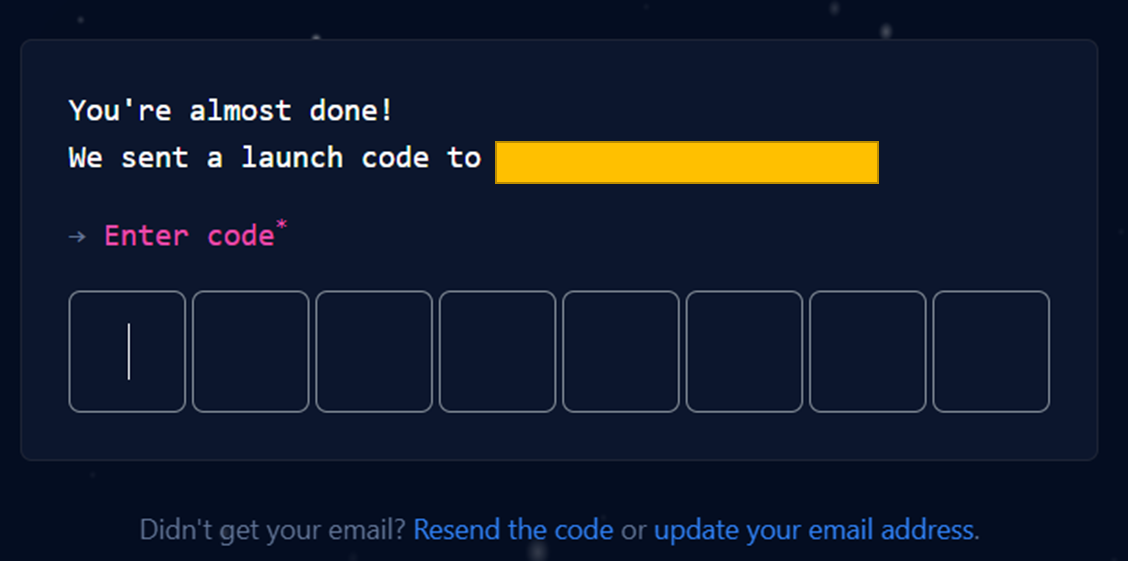 You're almost done!
We sent a launch code to
→ Enter code*
Didn't get your email? Resend the code or update your email address.